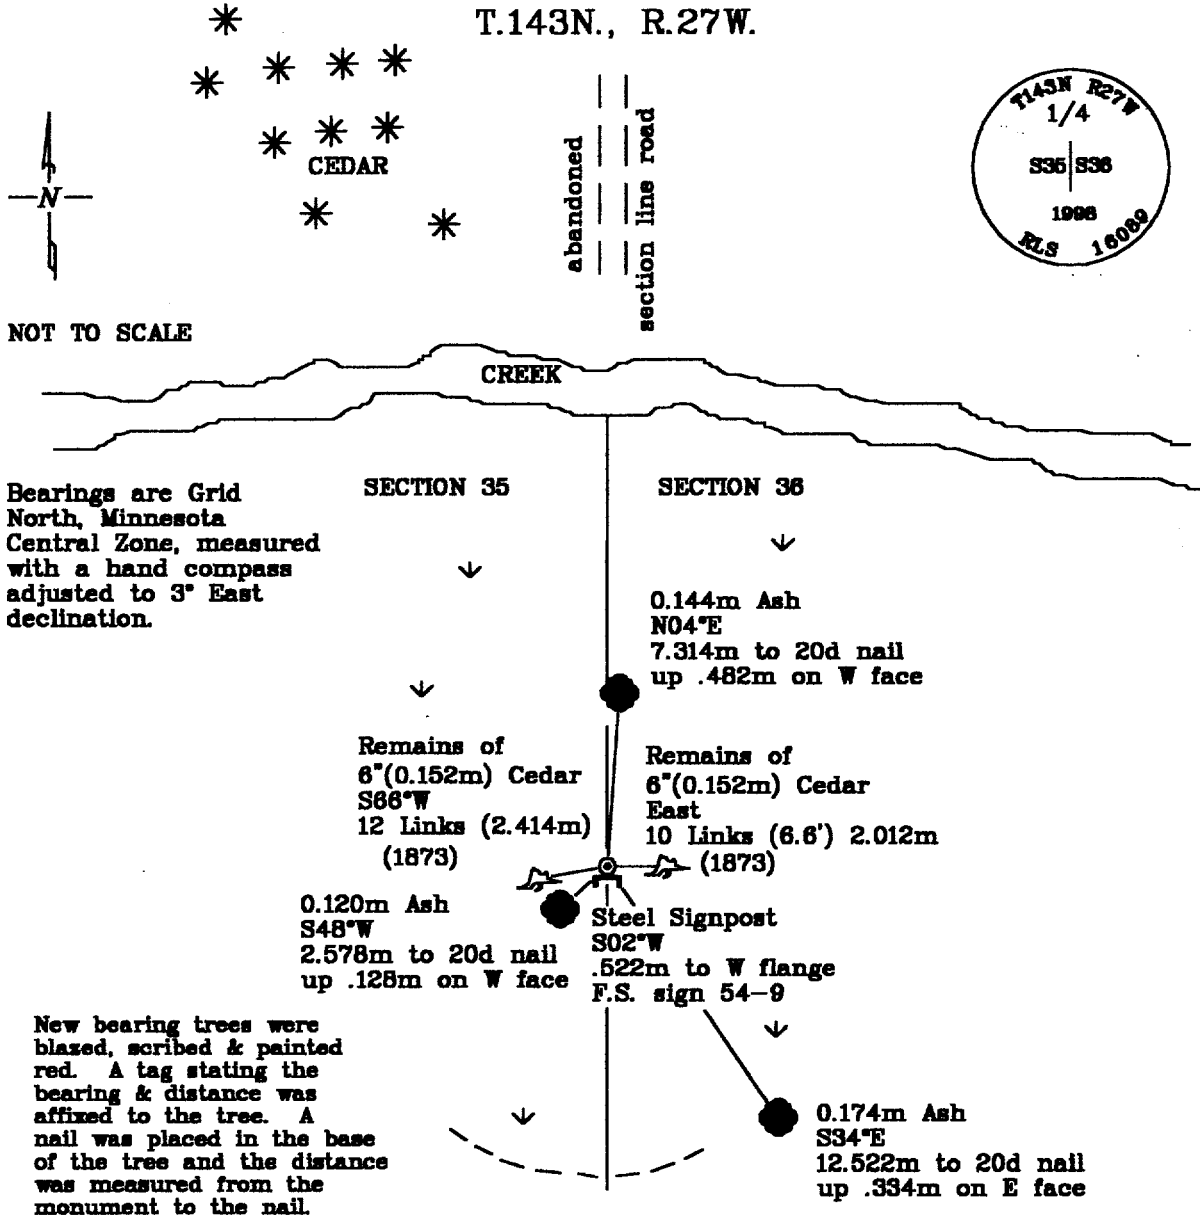 T.143N., R.27W.
CEDAR
N
abandoned
section line road
T143N R27W
1/4
S35 S36
1998
RLS 16089
NOT TO SCALE
CREEK
SECTION 35
SECTION 36
Bearings are Grid
North, Minnesota
Central Zone, measured
with a hand compass
adjusted to 3° East
declination.
0.144m Ash
N04°E
7.314m to 20d nail
up .482m on W face
Remains of
6"(0.152m) Cedar
S66°W
12 Links (2.414m)
(1873)
Remains of
6"(0.152m) Cedar
East
10 Links (6.6') 2.012m
(1873)
0.120m Ash
S48°W
2.578m to 20d nail
up .128m on W face
Steel Signpost
S02°W
.522m to W flange
F.S. sign 54-9
New bearing trees were
blazed, scribed & painted
red. A tag stating the
bearing & distance was
affixed to the tree. A
nail was placed in the base
of the tree and the distance
was measured from the
monument to the nail.
0.174m Ash
S34°E
12.522m to 20d nail
up .334m on E face